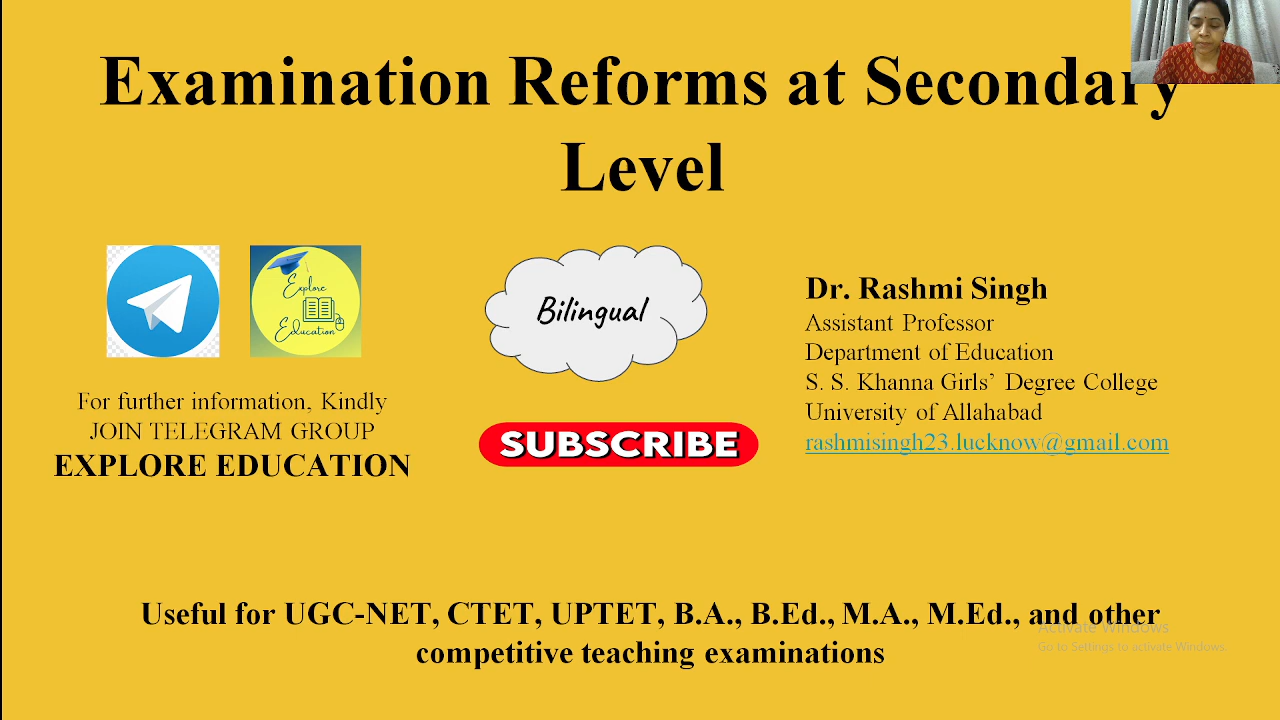 Examination Reforms at Secondary
Level
Explore
Education
Bilingual
For further information, Kindly
JOIN TELEGRAM GROUP
EXPLORE EDUCATION
SUBSCRIBE
Dr. Rashmi Singh
Assistant Professor
Department of Education
S. S. Khanna Girls’ Degree College
University of Allahabad
rashmisingh23.lucknow@gmail.com
Useful for UGC-NET, CTET, UPTET, B.A., B.Ed., M.A., M.Ed., and other
competitive teaching examinations
Activate Windows
Go to Settings to activate Windows.